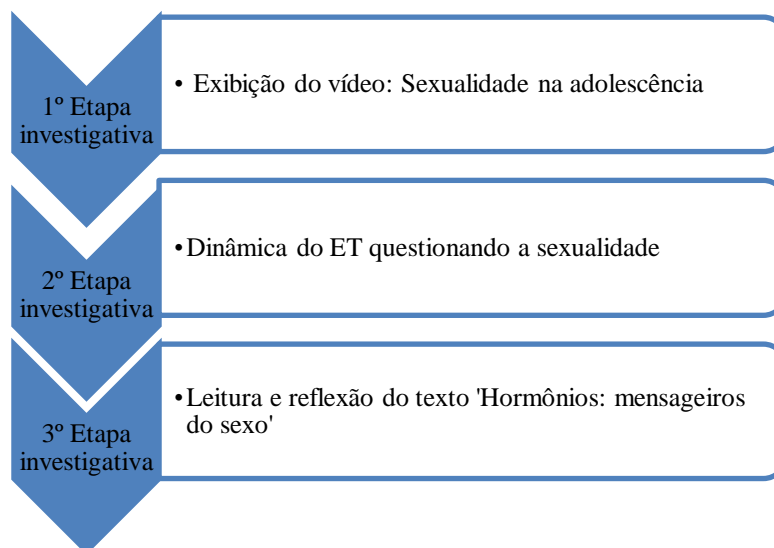 1º Etapa
investigativa
• Exibição do vídeo: Sexualidade na adolescência
2º Etapa
investigativa
•Dinâmica do ET questionando a sexualidade
3º Etapa
investigativa
•Leitura e reflexão do texto 'Hormônios: mensageiros
do sexo'